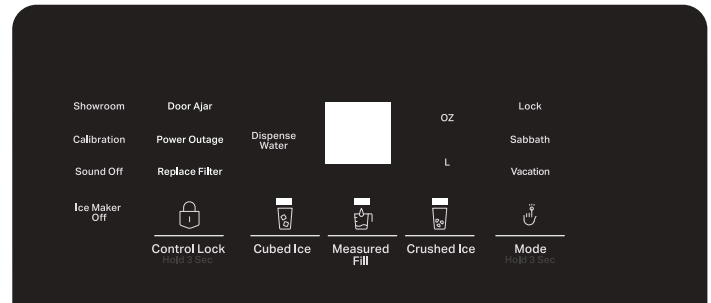 Showroom
Door Ajar
Lock
OZ
Calibration
Power Outage
Dispense
Water
Sabbath
L
Sound Off
Replace Filter
Vacation
Ice Maker
Off
Control Lock
Hold 3 Sec
Cubed Ice
Measured
Fill
Crushed Ice
Mode
Hold 3 Sec